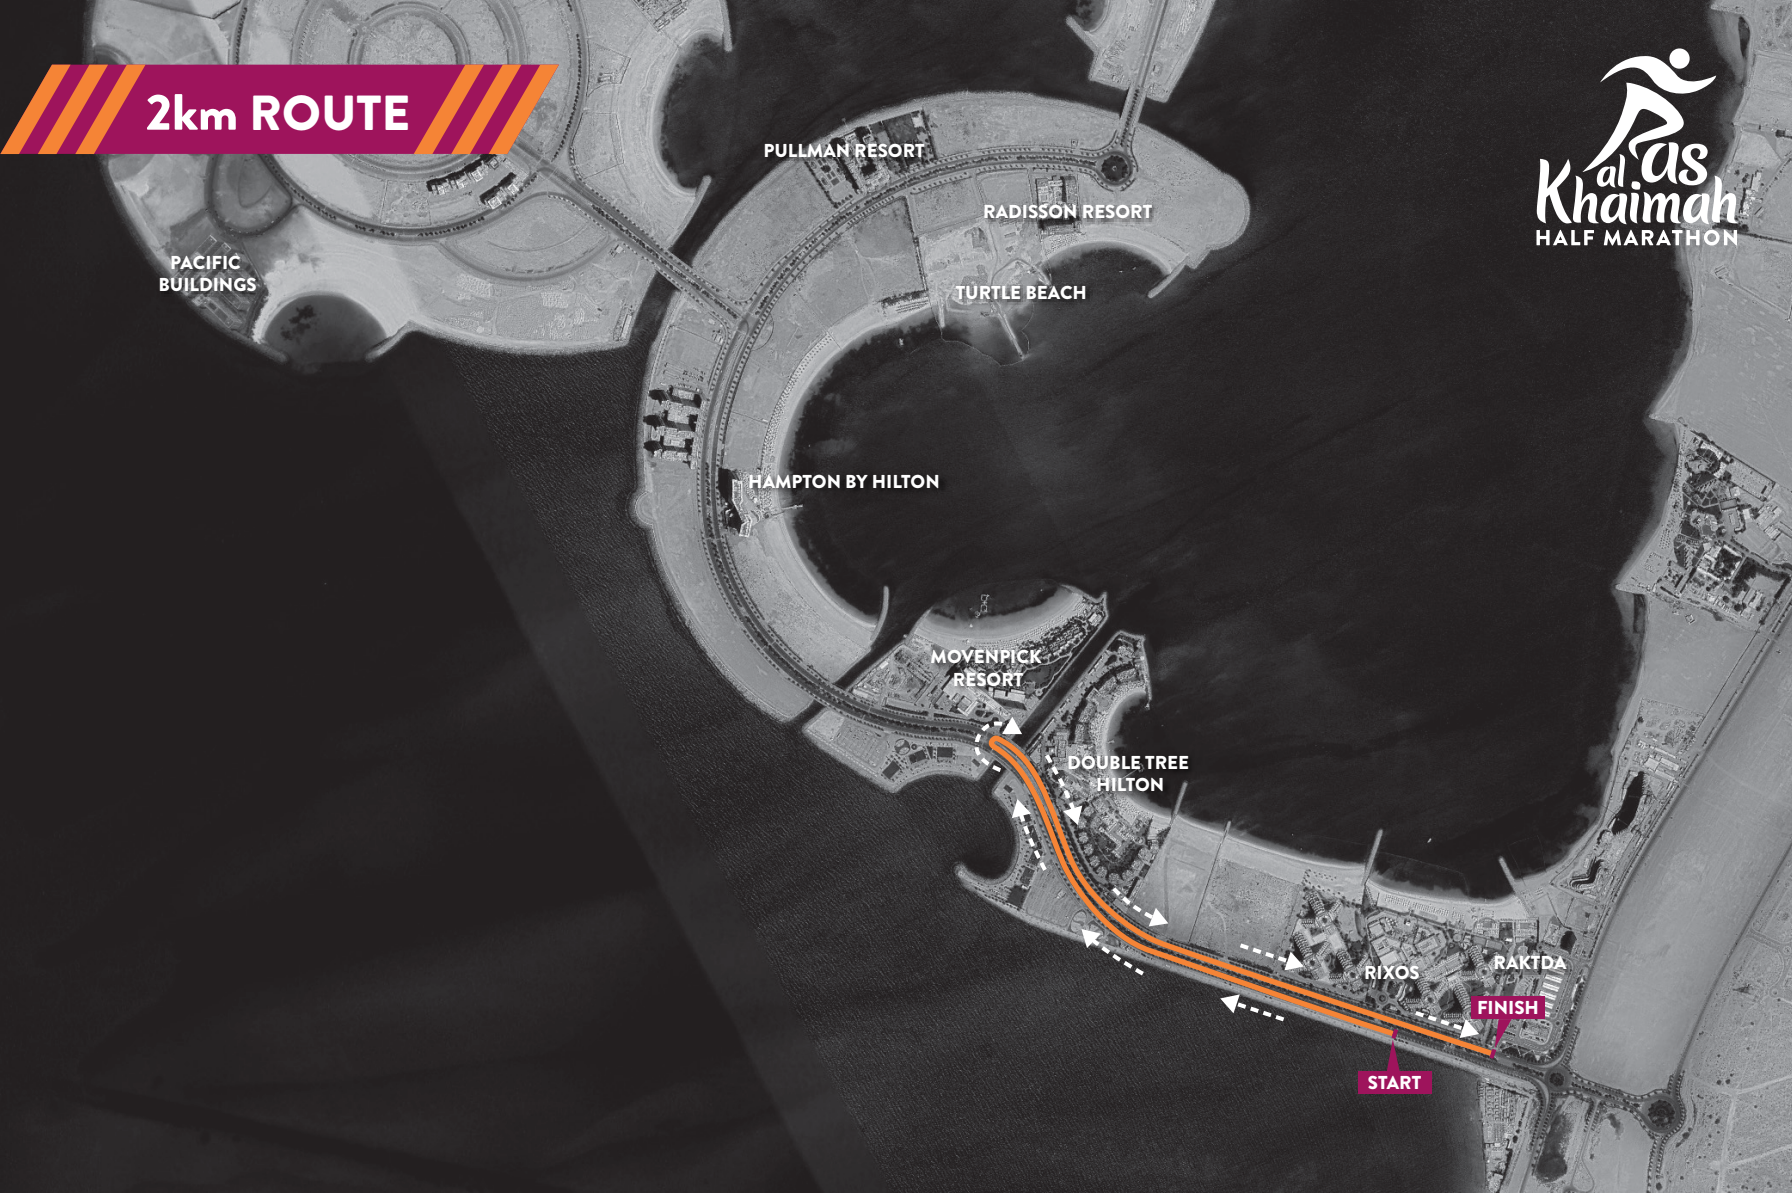 2km ROUTE
Ras
al
Khaimah
HALF MARATHON
PULLMAN RESORT
RADISSON RESORT
PACIFIC
BUILDINGS
TURTLE BEACH
HAMPTON BY HILTON
MOVENPICK
RESORT
DOUBLE TREE
HILTON
RIXOS
RAKTDA
FINISH
START